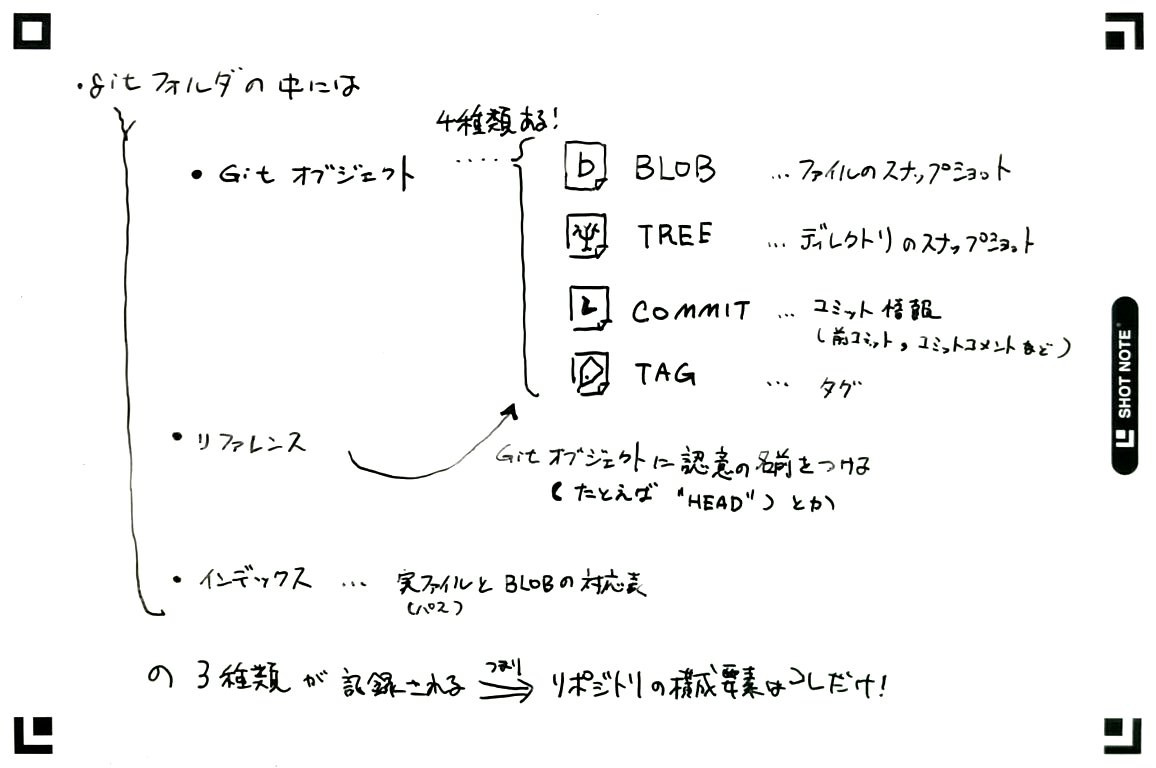 .git フォルダの中には
4種類ある!
• Git オブジェクト ‥‥‥
b BLOB … ファイルのスナップショット
TREE … ディレクトリのスナップショット
COMMIT … コミット情報
(前コミット, コミットコメントなど)
TAG … タグ
• リファレンス
Git オブジェクトに認意の名前をつける
(たとえば "HEAD") とか
• インデックス … 実ファイルと BLOBの対応表
(パス)
の 3種類が記録される つまり リポジトリの構成要素はコレだけ!
SHOT NOTE